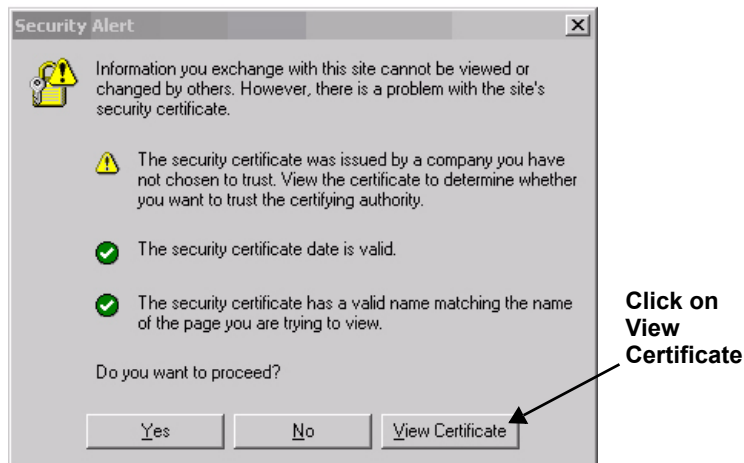 Security Alert
Information you exchange with this site cannot be viewed or
changed by others. However, there is a problem with the site's
security certificate.
The security certificate was issued by a company you have
not chosen to trust. View the certificate to determine whether
you want to trust the certifying authority.
The security certificate date is valid.
The security certificate has a valid name matching the name
of the page you are trying to view.
Do you want to proceed?
Yes
No
View Certificate
Click on
View
Certificate